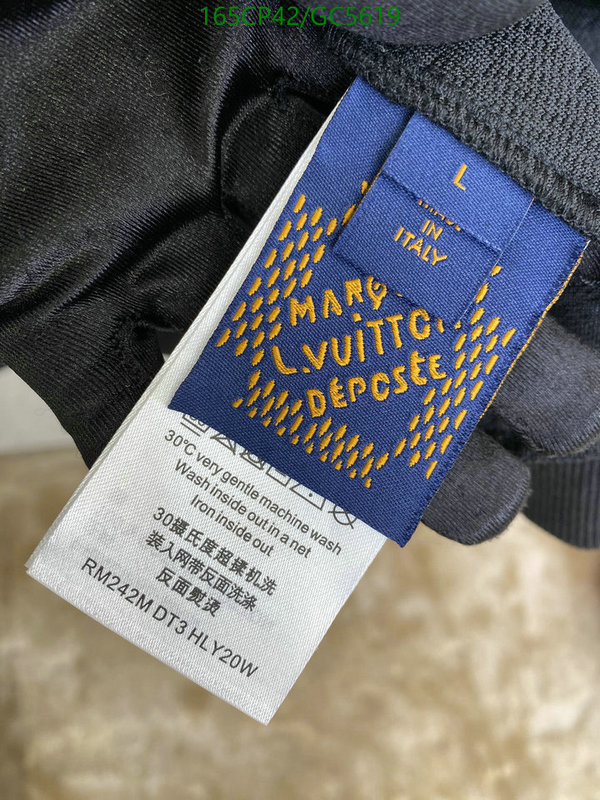 165CP42/GC5619
L
IN
ITALY
L.VUITTO
DÉPOSÉE
30°C very gentle machine wash
Wash inside out in a net
Iron inside out
30摄氏度超揉机洗
装入网带反面洗涤
反面熨烫
RM242M DT3 HLY20W